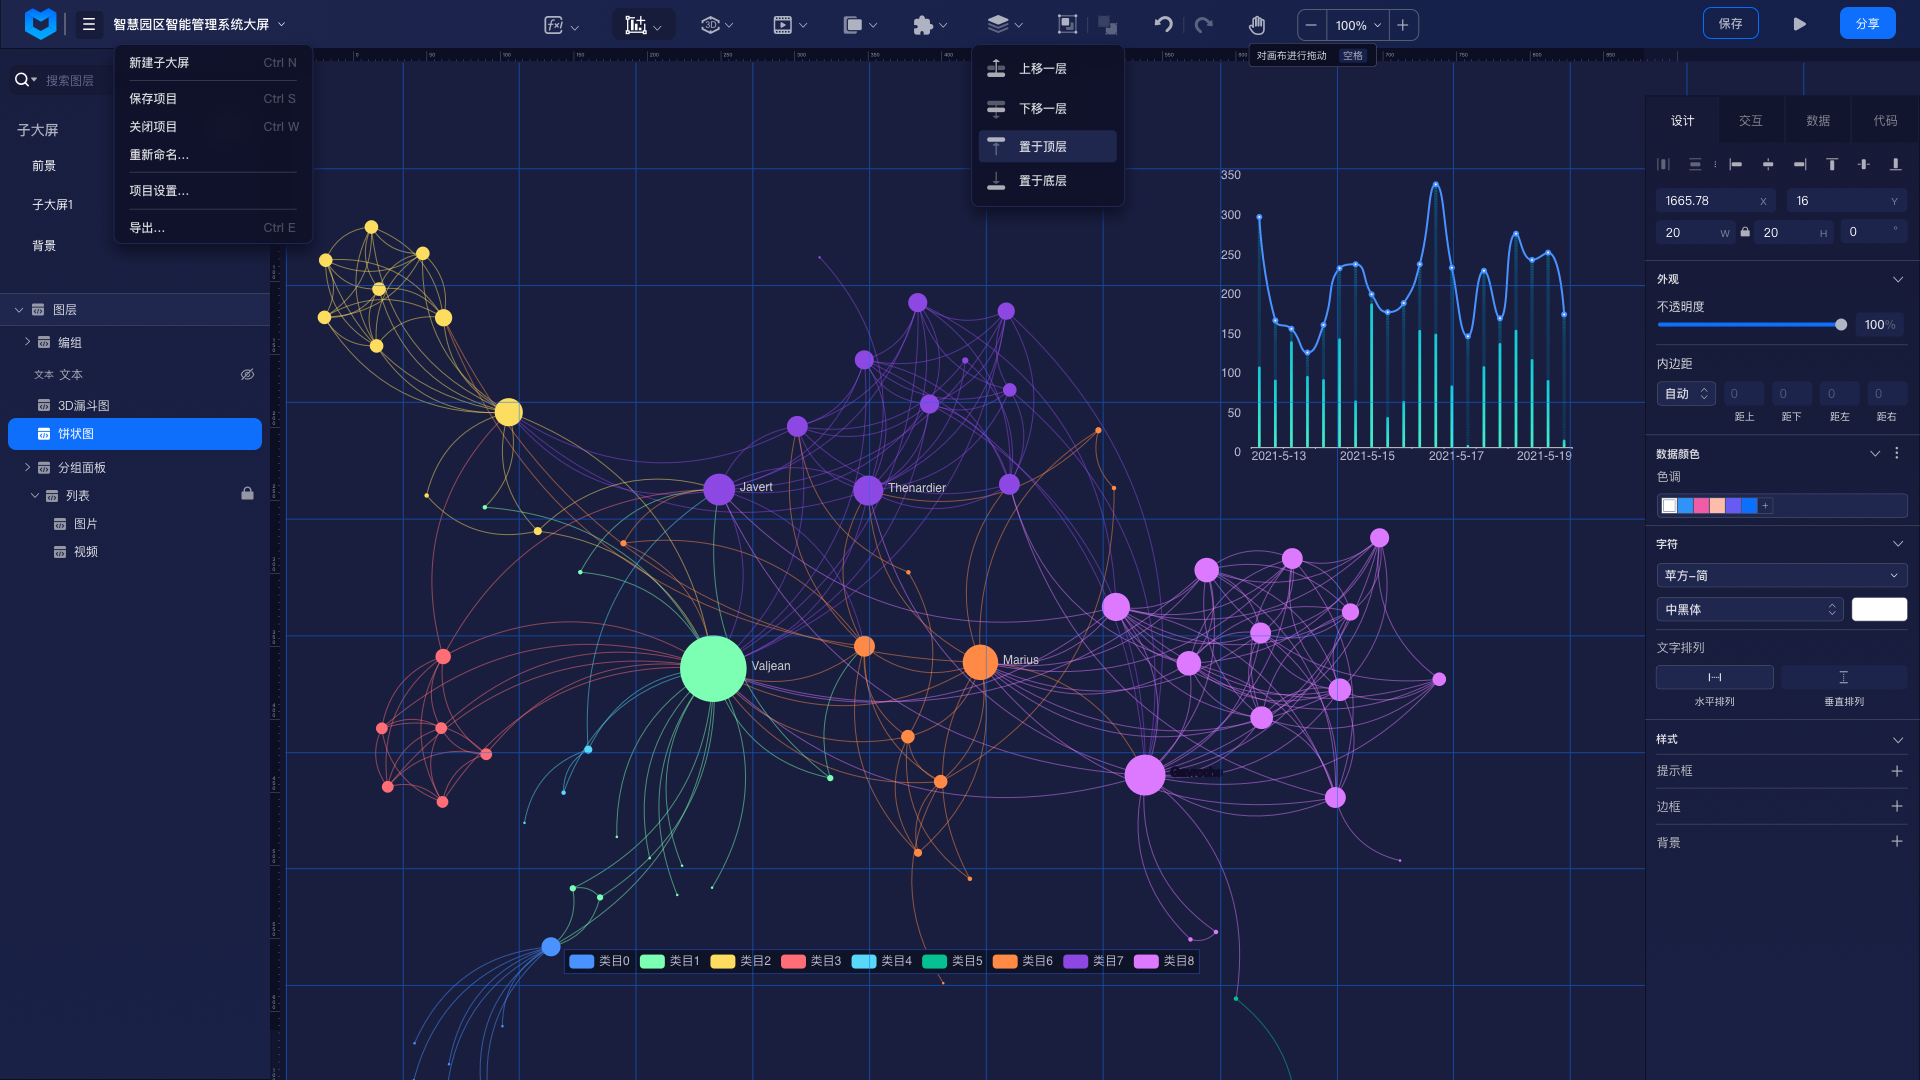 智慧园区智能管理系统大屏
100%
保存
分享
对画布进行拖动 空格
新建子大屏 Ctrl N
保存项目 Ctrl S
关闭项目 Ctrl W
重新命名...
项目设置...
导出... Ctrl E
搜索图层
子大屏
前景
子大屏1
背景
图层
编组
文本 文本
3D漏斗图
饼状图
分组面板
列表
图片
视频
上移一层
下移一层
置于顶层
置于底层
350
300
250
200
150
100
50
0
2021-5-13 2021-5-15 2021-5-17 2021-5-19
Javert
Thenardier
Valjean
Marius
类目0 类目1 类目2 类目3 类目4 类目5 类目6 类目7 类目8
设计 交互 数据 代码
1665.78 X 16 Y
20 W 20 H 0 °
外观
不透明度
100%
内边距
自动 0 0 0 0
距上 距下 距左 距右
数据颜色
色调
字符
苹方-简
中黑体
文字排列
水平排列 垂直排列
样式
提示框
边框
背景